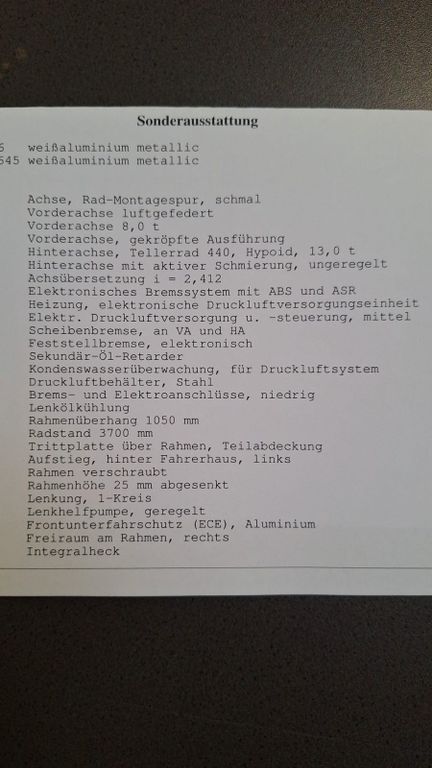 Sonderausstattung
6 weißaluminium metallic
645 weißaluminium metallic
Achse, Rad-Montagespur, schmal
Vorderachse luftgefedert
Vorderachse 8,0 t
Vorderachse, gekröpfte Ausführung
Hinterachse, Tellerrad 440, Hypoid, 13,0 t
Hinterachse mit aktiver Schmierung, ungeregelt
Achsübersetzung i = 2,412
Elektronisches Bremssystem mit ABS und ASR
Heizung, elektronische Druckluftversorgungseinheit
Elektr. Druckluftversorgung u. -steuerung, mittel
Scheibenbremse, an VA und HA
Feststellbremse, elektronisch
Sekundär-Öl-Retarder
Kondenswasserüberwachung, für Druckluftsystem
Druckluftbehälter, Stahl
Brems- und Elektroanschlüsse, niedrig
Lenkölkühlung
Rahmenüberhang 1050 mm
Radstand 3700 mm
Trittplatte über Rahmen, Teilabdeckung
Aufstieg, hinter Fahrerhaus, links
Rahmen verschraubt
Rahmenhöhe 25 mm abgesenkt
Lenkung, 1-Kreis
Lenkhelfpumpe, geregelt
Frontunterfahrschutz (ECE), Aluminium
Freiraum am Rahmen, rechts
Integralheck